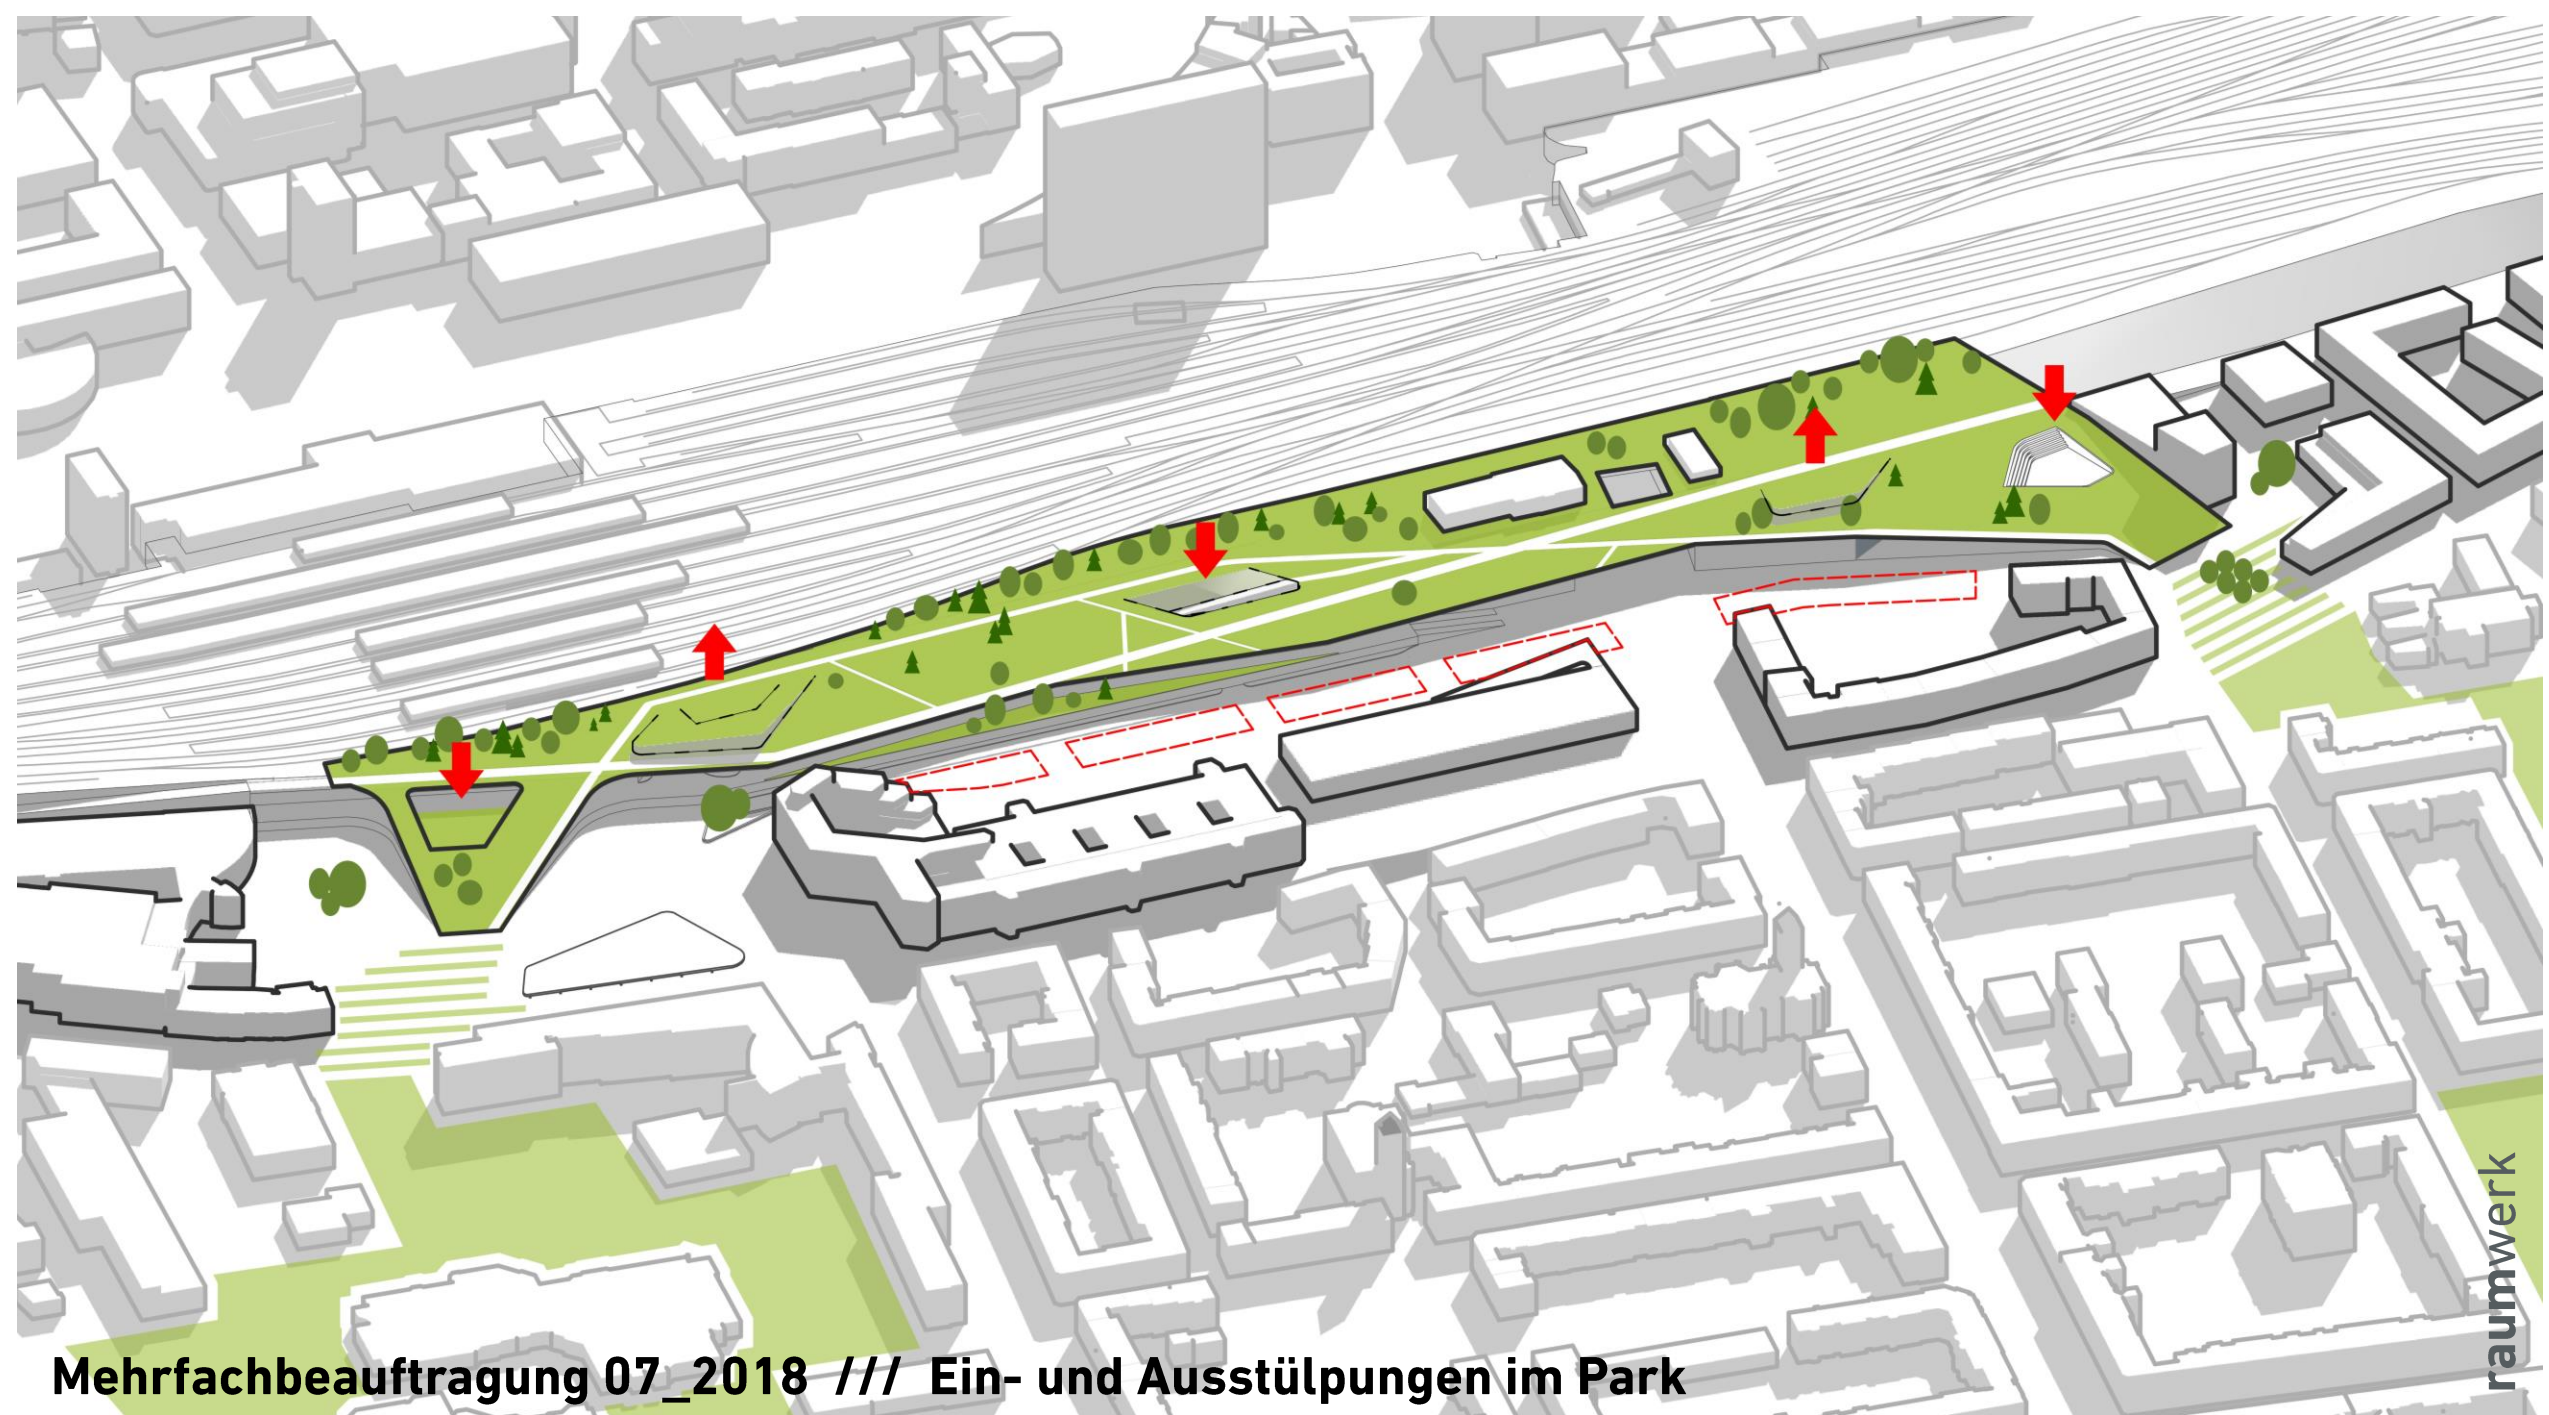 Mehrfachbeauftragung 07_2018 /// Ein- und Ausstülpungen im Park
raumwerk